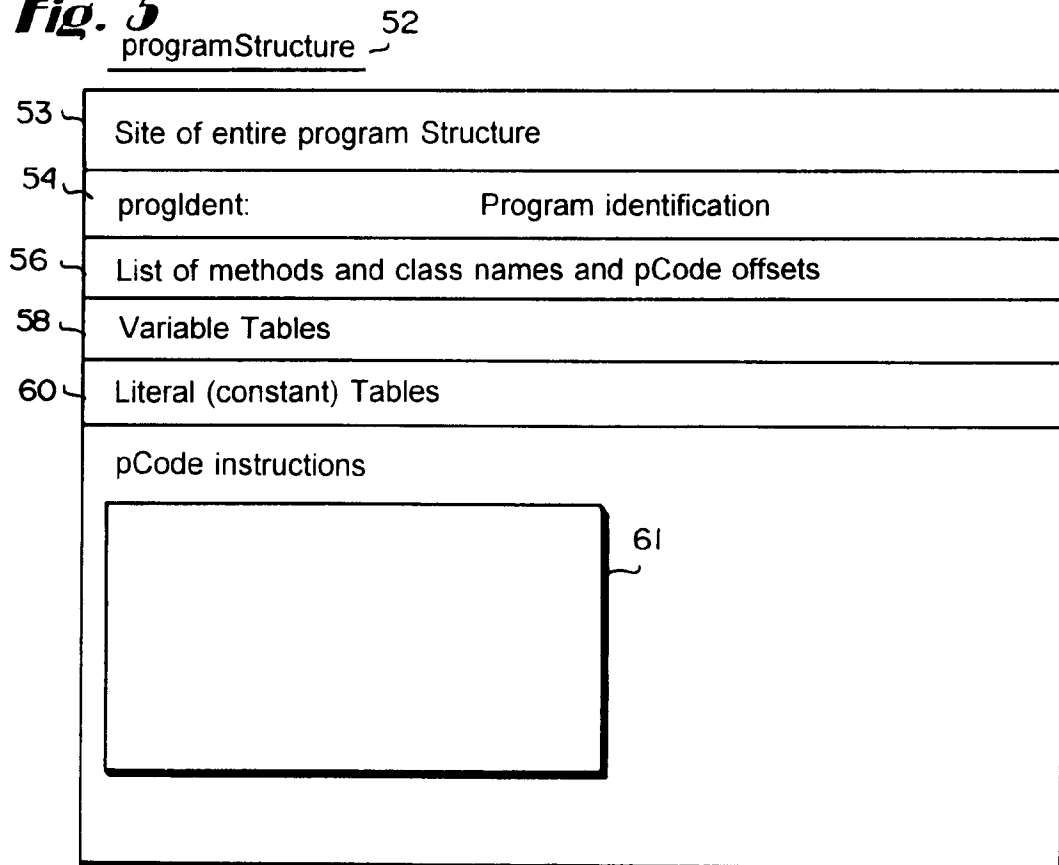 Fig. 5
programStructure 52
53 Site of entire program Structure
54 progIdent: Program identification
56 List of methods and class names and pCode offsets
58 Variable Tables
60 Literal (constant) Tables
pCode instructions
61